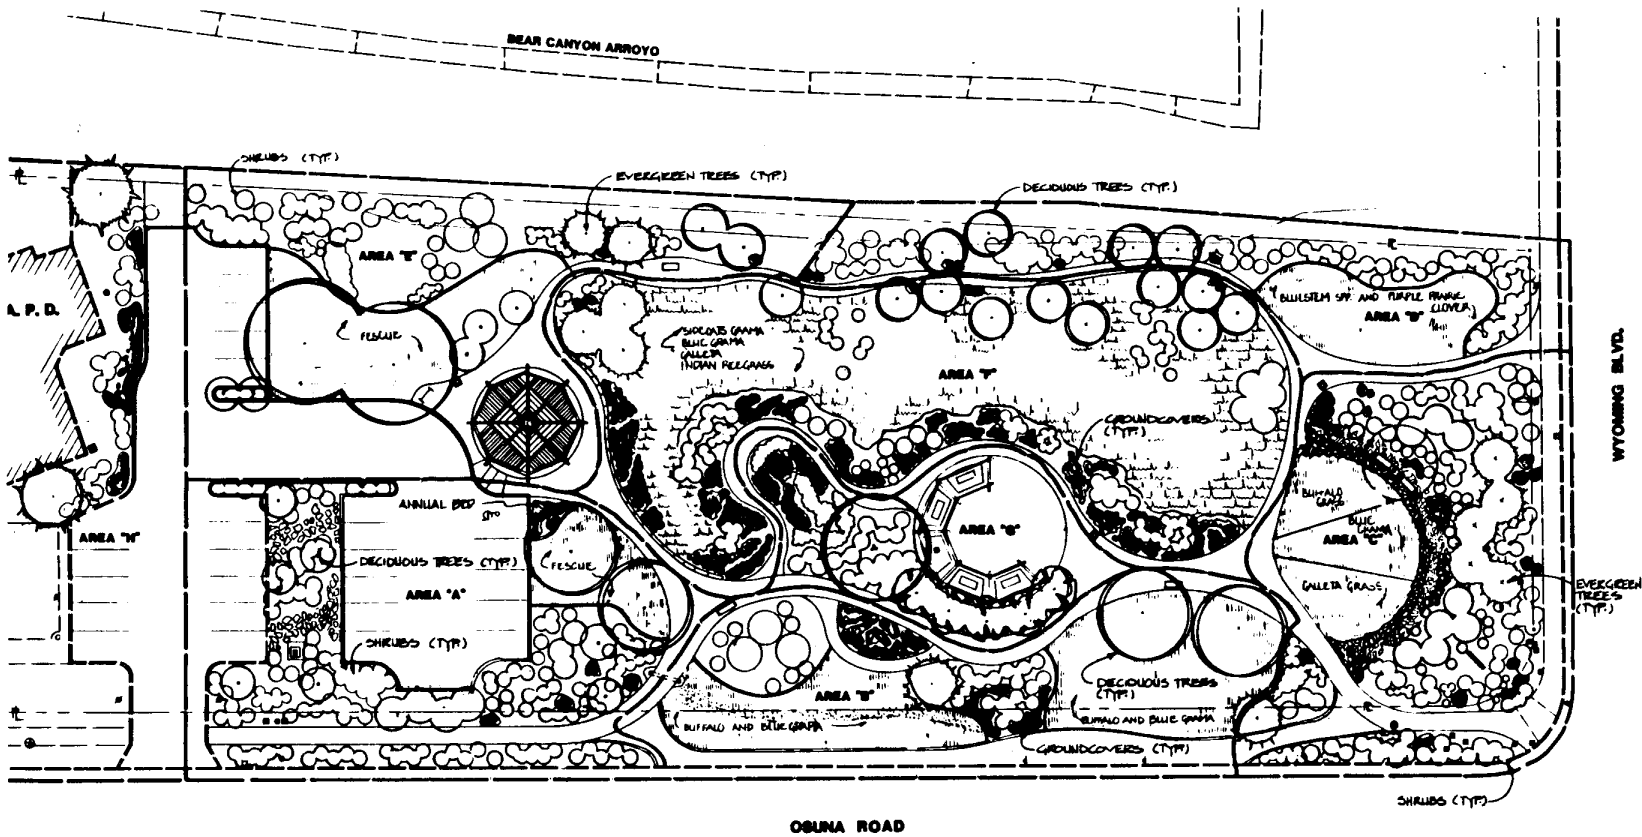 BEAR CANYON ARROYO
SHRUBS (TYP.)
EVERGREEN TREES (TYP.)
DECIDUOUS TREES (TYP.)
AREA "E"
A. P. D.
FESCUE
SIDEOATS GRAMA
BLUE GRAMA
GALLETA
INDIAN RICEGRASS
AREA "F"
BLUESTEM SPP. AND PURPLE PRAIRIE
CLOVER
AREA "D"
WYOMING BLVD.
GROUNDCOVERS
(TYP.)
ANNUAL BED
AREA "H"
DECIDUOUS TREES (TYP.)
FESCUE
AREA "A"
AREA "G"
BUFFALO
GRASS
BLUE
GRAMA
AREA "C"
GALLETA GRASS
EVERGREEN
TREES
(TYP.)
SHRUBS (TYP.)
AREA "B"
DECIDUOUS TREES
(TYP.)
BUFFALO AND BLUE GRAMA
BUFFALO AND BLUE GRAMA
GROUNDCOVERS (TYP.)
SHRUBS (TYP.)
OSUNA ROAD